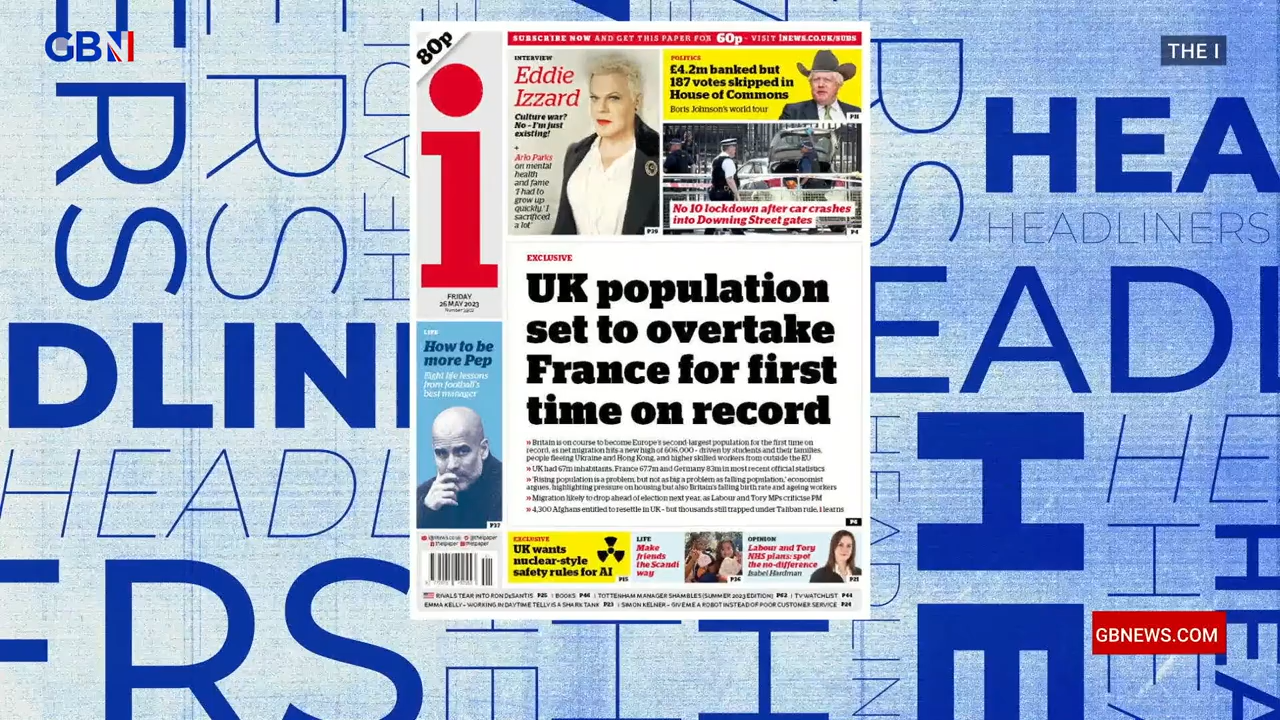 GBN
THE I
HEADLINERS
GBNEWS.COM
80p
SUBSCRIBE NOW AND GET THIS PAPER FOR 60p - VISIT INEWS.CO.UK/SUBS
i
FRIDAY
26 MAY 2023
INTERVIEW
Eddie
Izzard
Culture war?
No – I'm just
existing!
+
Arlo Parks
on mental
health
and fame
'I had to
grow up
quickly. I
sacrificed
a lot'
P28
POLITICS
£4.2m banked but
187 votes skipped in
House of Commons
Boris Johnson's world tour
P11
No 10 lockdown after car crashes
into Downing Street gates
P4
EXCLUSIVE
UK population
set to overtake
France for first
time on record
» Britain is on course to become Europe's second-largest population for the first time on
record, as net migration hits a new high of 606,000 – driven by students and their families,
people fleeing Ukraine and Hong Kong, and higher skilled workers from outside the EU
» UK had 67m inhabitants, France 67.7m and Germany 83m in most recent official statistics
» 'Rising population is a problem, but not as big a problem as falling population,' economist
argues, highlighting pressure on housing but also Britain's falling birth rate and ageing workers
» Migration likely to drop ahead of election next year, as Labour and Tory MPs criticise PM
» 4,300 Afghans entitled to resettle in UK – but thousands still trapped under Taliban rule, i learns
P6
LIFE
How to be
more Pep
Eight life lessons
from football's
best manager
P37
EXCLUSIVE
UK wants
nuclear-style
safety rules for AI
P15
LIFE
Make
friends
the Scandi
way
P36
OPINION
Labour and Tory
NHS plans: spot
the no-difference
Isabel Hardman
P21
RIVALS TEAR INTO RON DESANTIS P25 | BOOKS P46 | TOTTENHAM MANAGER SHAMBLES (SUMMER 2023 EDITION) P62 | TV WATCHLIST P44
EMMA KELLY – WORKING IN DAYTIME TELLY IS A SHARK TANK P23 | SIMON KELNER – GIVE ME A ROBOT INSTEAD OF POOR CUSTOMER SERVICE P24